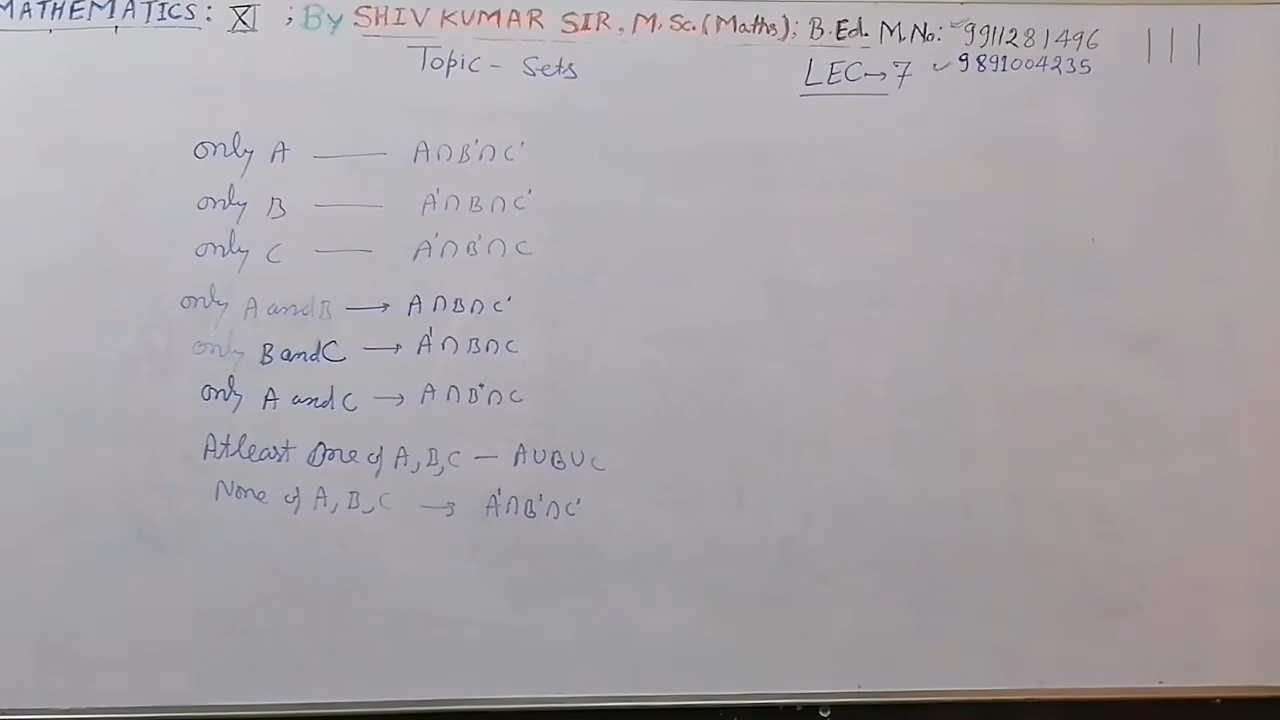 MATHEMATICS: XI ; By SHIV KUMAR SIR, M.Sc.(Maths); B.Ed. M.No: 9911281496
Topic - Sets LEC→7 9891004235
only A — A∩B'∩C'
only B — A'∩B∩C'
only C — A'∩B'∩C
only A and B → A∩B∩C'
only B and C → A'∩B∩C
only A and C → A∩B'∩C
Atleast One of A, B, C — A∪B∪C
None of A, B, C → A'∩B'∩C'